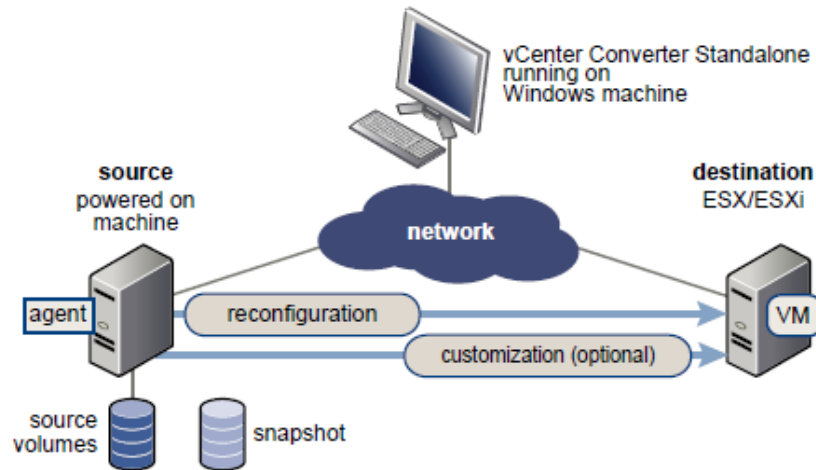 vCenter Converter Standalone
running on
Windows machine
source
powered on
machine
destination
ESX/ESXi
network
agent
reconfiguration
VM
customization (optional)
source
volumes
snapshot